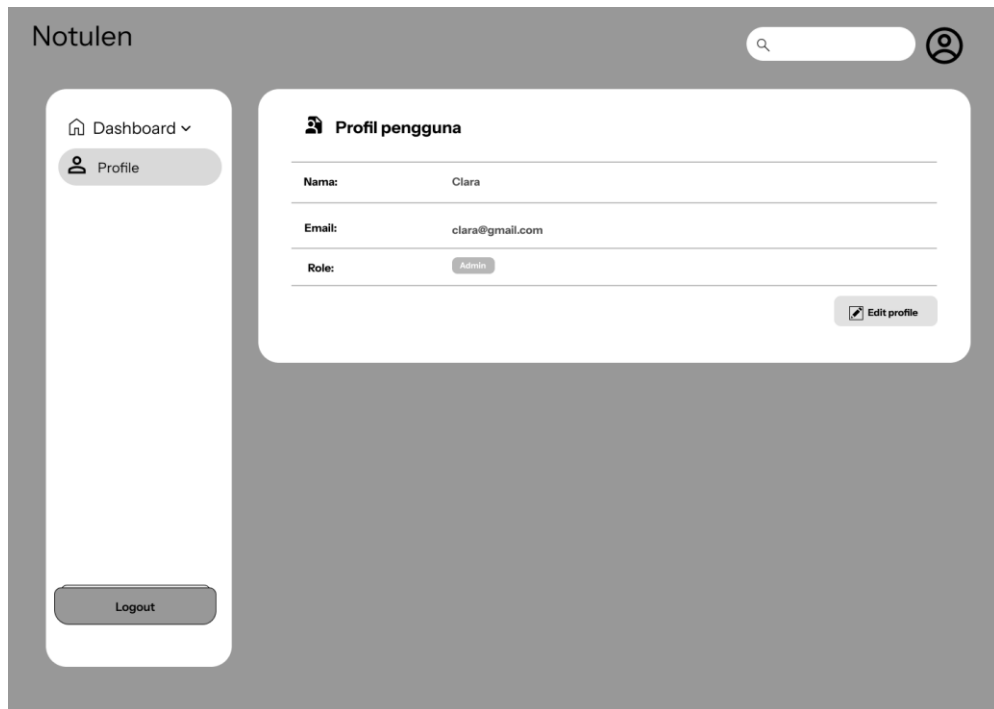 Notulen
Dashboard
Profile
Logout
Profil pengguna
Nama: Clara
Email: clara@gmail.com
Role: Admin
Edit profile